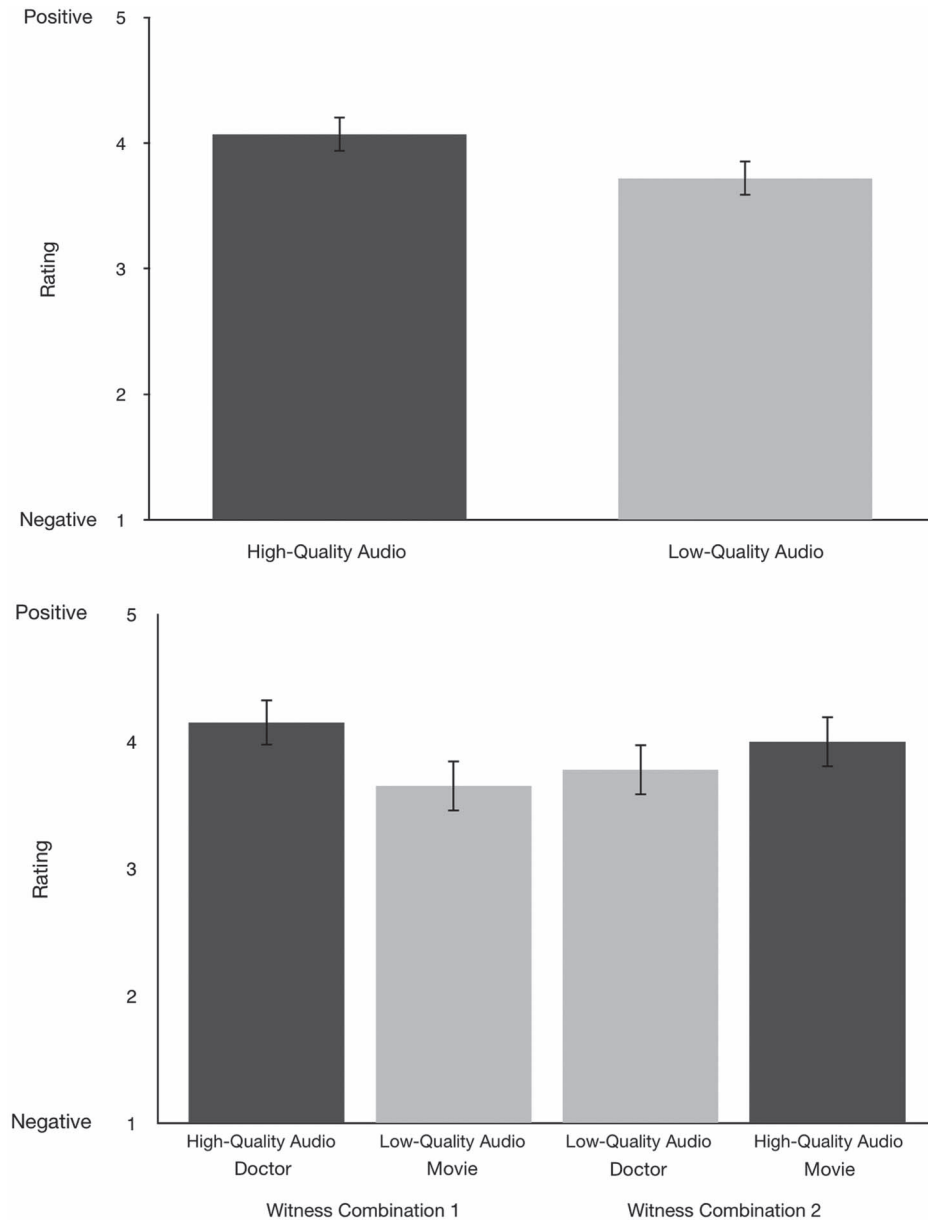 Positive 5
4
3
Rating
2
Negative 1
High-Quality Audio Low-Quality Audio
Positive 5
4
3
Rating
2
Negative 1
High-Quality Audio Low-Quality Audio Low-Quality Audio High-Quality Audio
Doctor Movie Doctor Movie
Witness Combination 1 Witness Combination 2